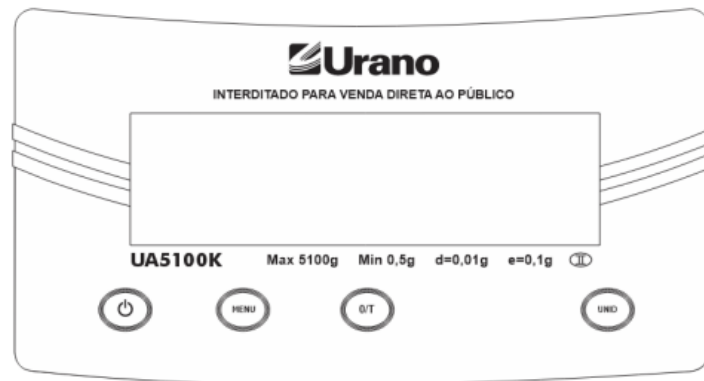 Urano
INTERDITADO PARA VENDA DIRETA AO PÚBLICO
UA5100K Max 5100g Min 0,5g d=0,01g e=0,1g II
MENU 0/T UNID